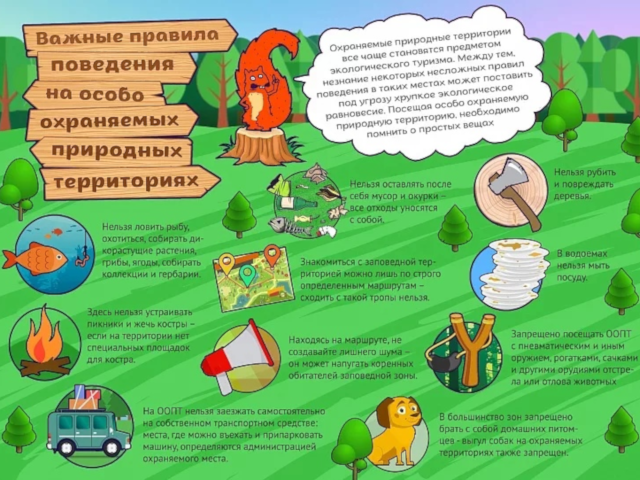 Важные правила
поведения
на особо
охраняемых
природных
территориях
Охраняемые природные территории
все чаще становятся предметом
экологического туризма. Между тем,
незнание некоторых несложных правил
поведения в таких местах может поставить
под угрозу хрупкое экологическое
равновесие. Посещая особо охраняемую
природную территорию, необходимо
помнить о простых вещах
Нельзя оставлять после
себя мусор и окурки –
все отходы уносятся
с собой.
Нельзя рубить
и повреждать
деревья.
Нельзя ловить рыбу,
охотиться, собирать ди-
корастущие растения,
грибы, ягоды, собирать
коллекции и гербарии.
Знакомиться с заповедной тер-
риторией можно лишь по строго
определенным маршрутам –
сходить с такой тропы нельзя.
В водоемах
нельзя мыть
посуду.
Здесь нельзя устраивать
пикники и жечь костры –
если на территории нет
специальных площадок
для костра.
Находясь на маршруте, не
создавайте лишнего шума –
он может напугать коренных
обитателей заповедной зоны.
Запрещено посещать ООПТ
с пневматическим и иным
оружием, рогатками, сачками
и другими орудиями отстре-
ла или отлова животных
На ООПТ нельзя заезжать самостоятельно
на собственном транспортном средстве:
места, где можно въехать и припарковать
машину, определяются администрацией
охраняемого места.
В большинство зон запрещено
брать с собой домашних питом-
цев - выгул собак на охраняемых
территориях также запрещен.